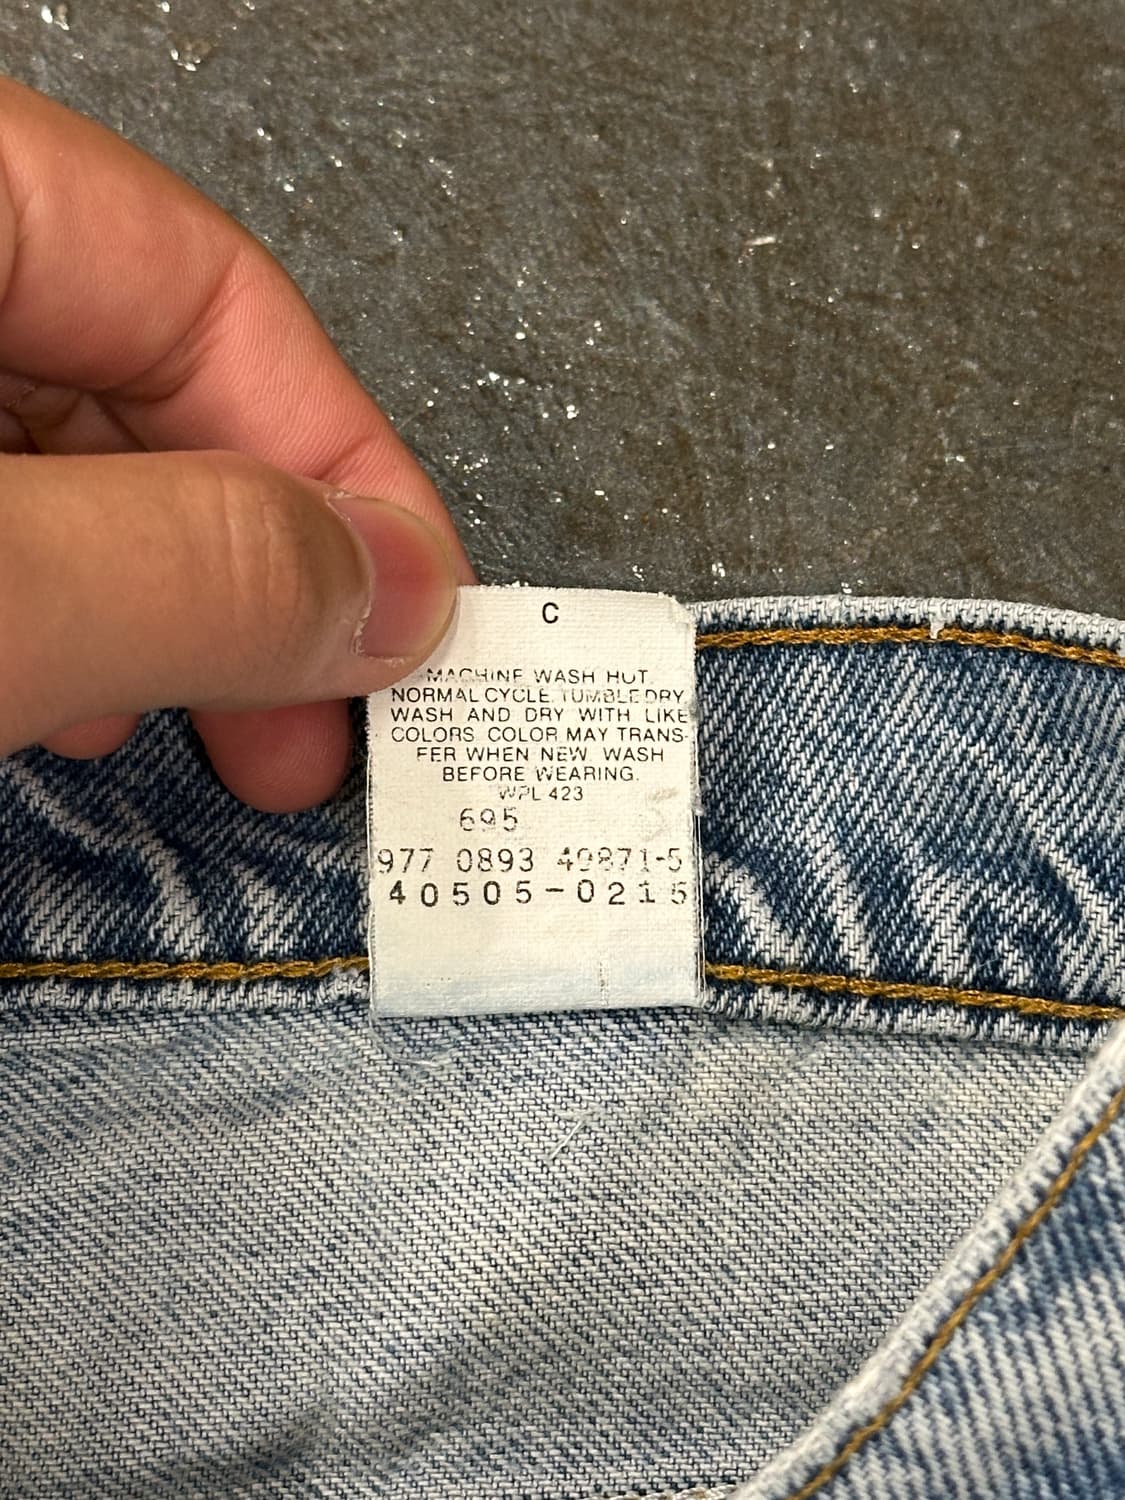 C
MACHINE WASH HOT.
NORMAL CYCLE. TUMBLE DRY.
WASH AND DRY WITH LIKE
COLORS. COLOR MAY TRANS-
FER WHEN NEW. WASH
BEFORE WEARING.
WPL 423
695
977 0893 49871-5
40505-0215